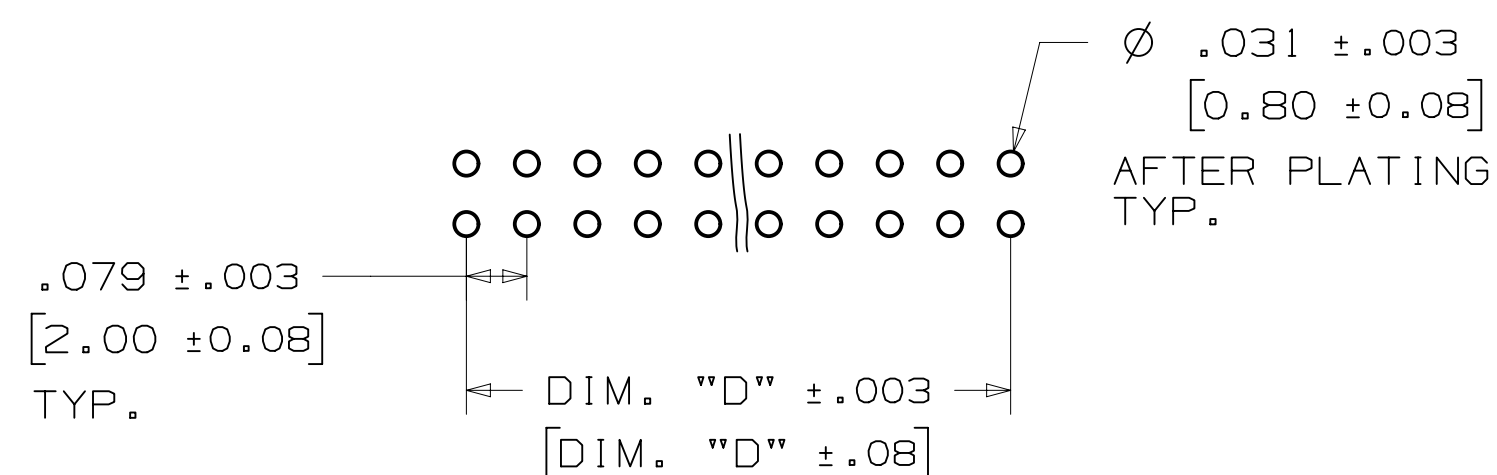 Ø .031 ±.003
[0.80 ±0.08]
AFTER PLATING
TYP.
.079 ±.003
[2.00 ±0.08]
TYP.
DIM. "D" ±.003
[DIM. "D" ±.08]